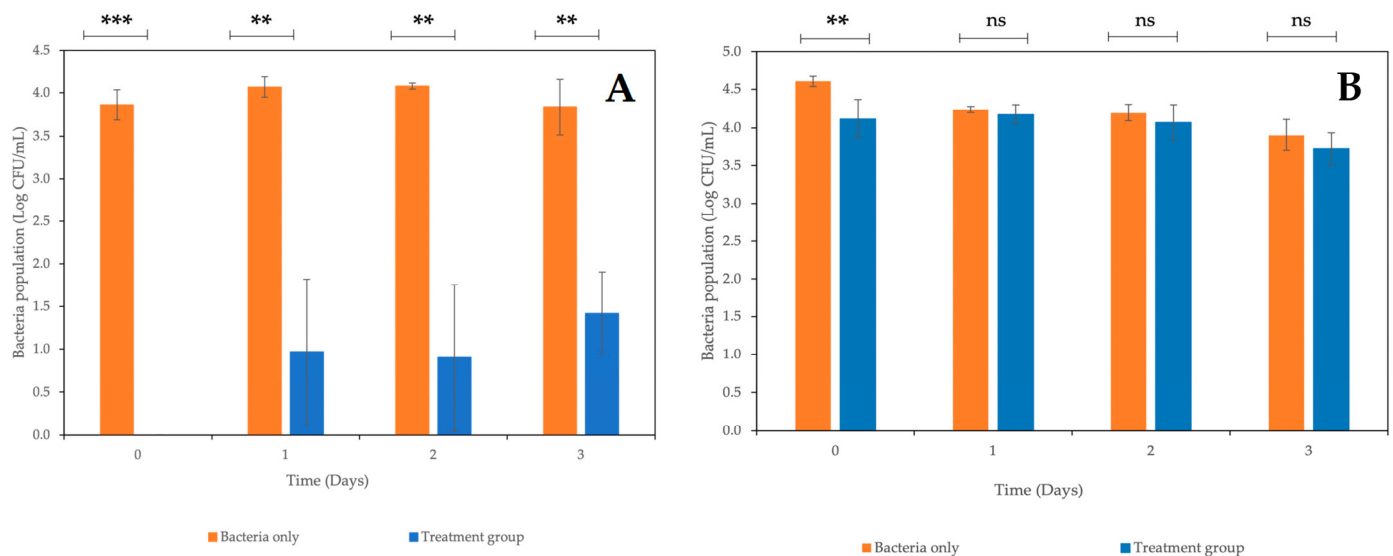 *** ** ** **
A
4.5
4.0
3.5
3.0
2.5
2.0
1.5
1.0
0.5
0.0
Bacteria population (Log CFU/mL)
0 1 2 3
Time (Days)
Bacteria only Treatment group
** ns ns ns
B
5.0
4.5
4.0
3.5
3.0
2.5
2.0
1.5
1.0
0.5
0.0
Bacteria population (Log CFU/mL)
0 1 2 3
Time (Days)
Bacteria only Treatment group